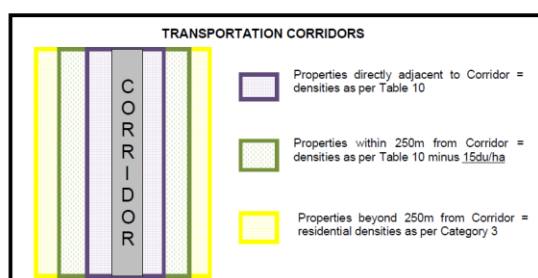 TRANSPORTATION CORRIDORS
CORRIDOR
Properties directly adjacent to Corridor =
densities as per Table 10
Properties within 250m from Corridor =
densities as per Table 10 minus 15du/ha
Properties beyond 250m from Corridor =
residential densities as per Category 3